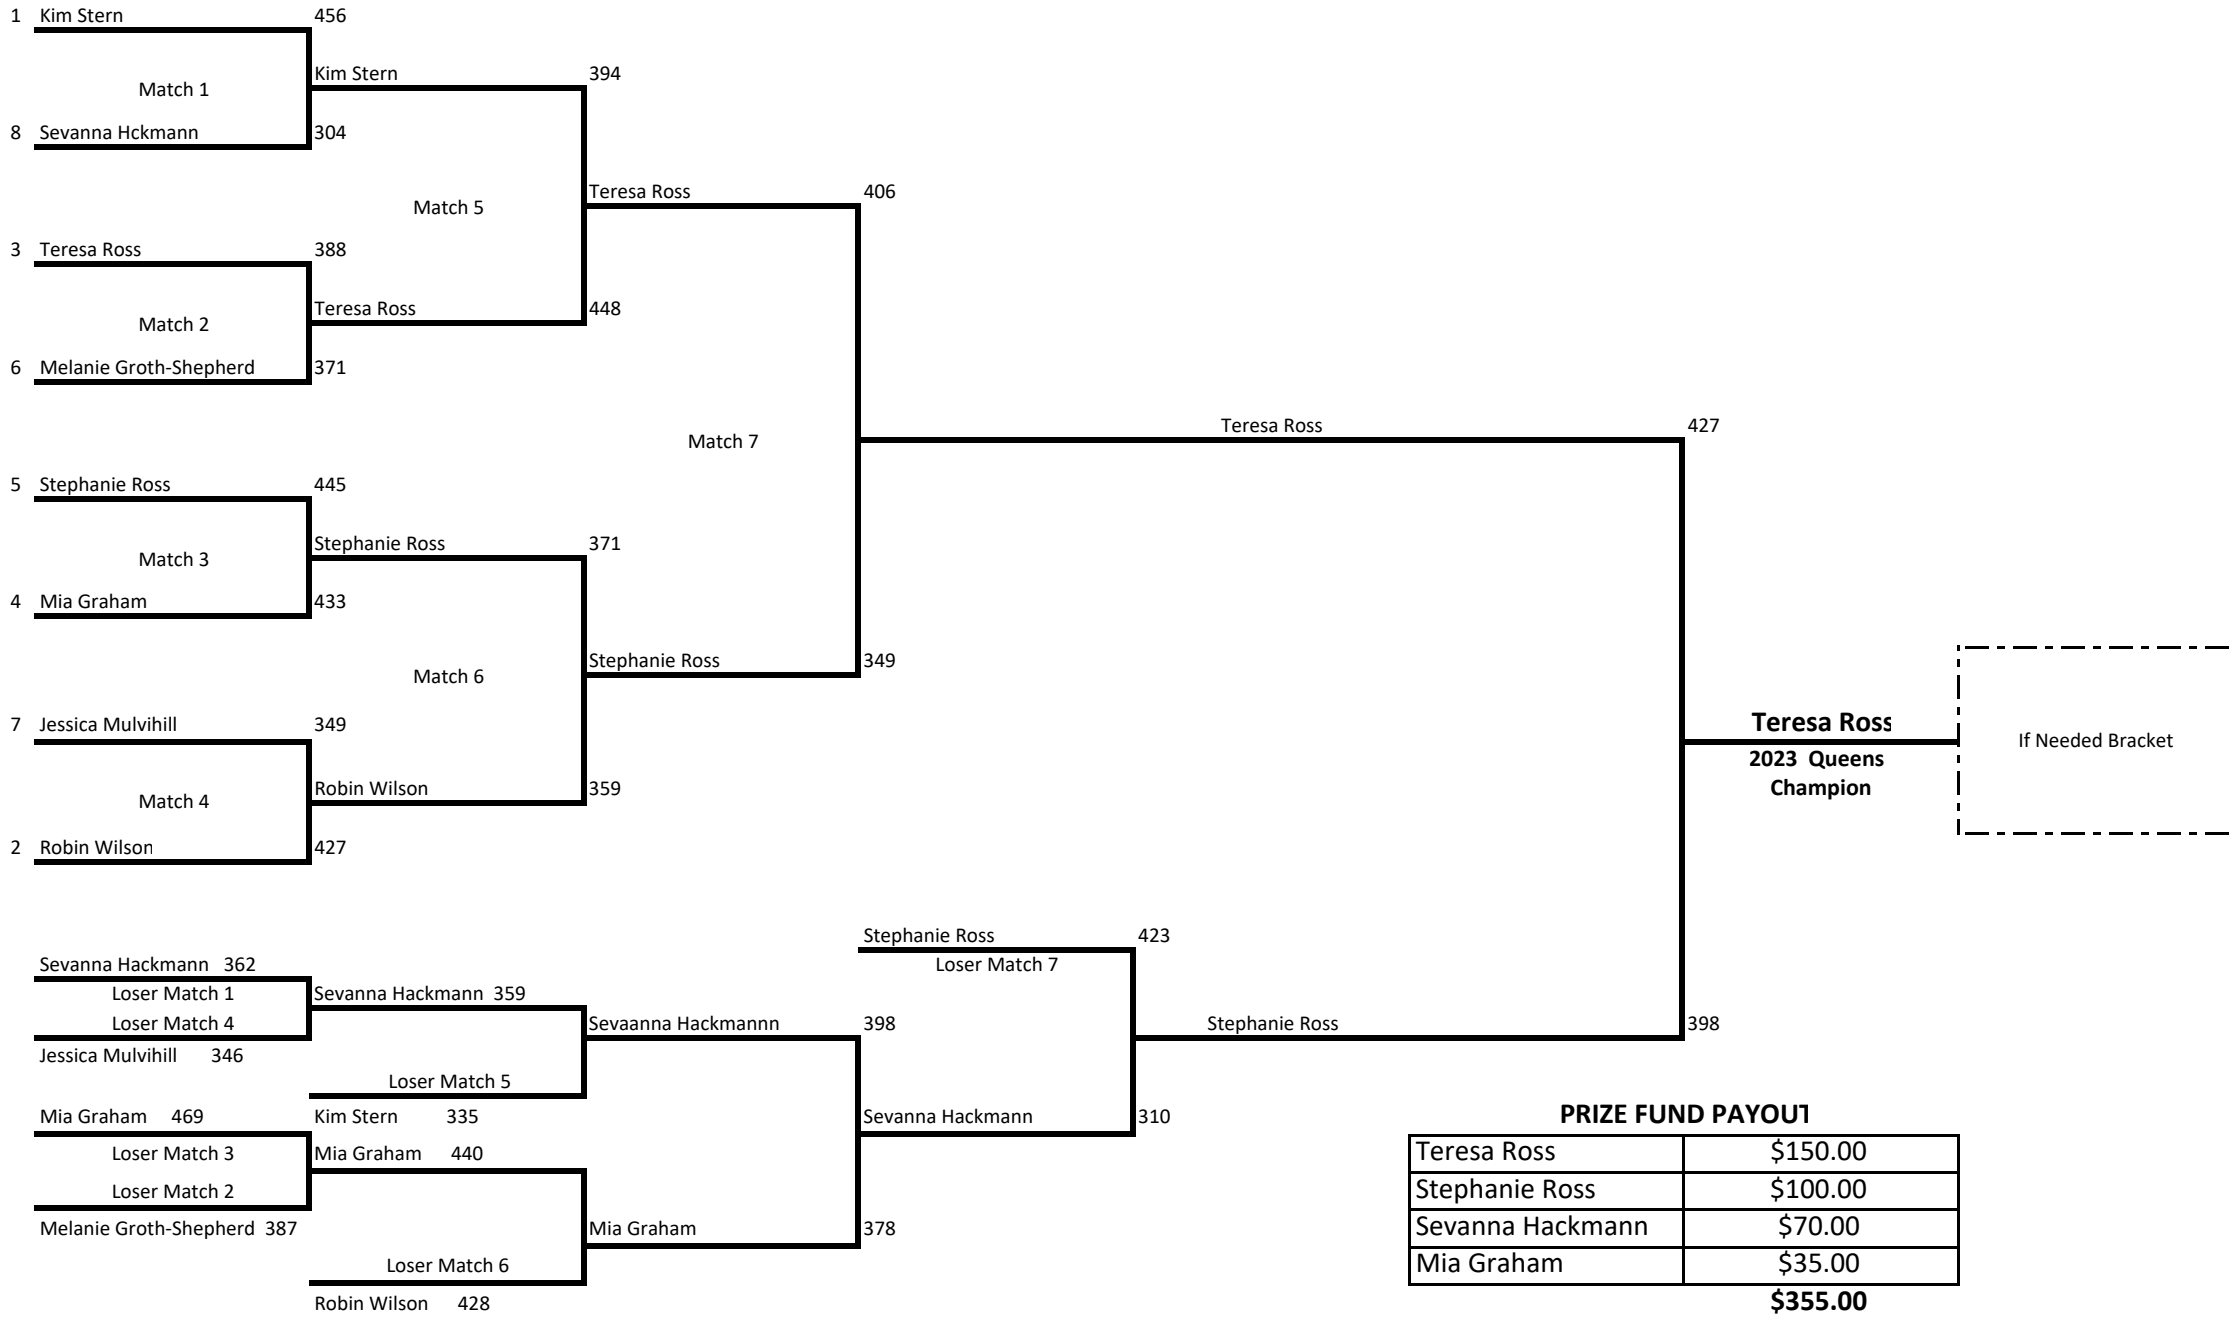 1 Kim Stern 456
Kim Stern 394
Match 1
8 Sevanna Hckmann 304
Teresa Ross 406
Match 5
3 Teresa Ross 388
Teresa Ross 448
Match 2
6 Melanie Groth-Shepherd 371
Teresa Ross 427
Match 7
5 Stephanie Ross 445
Stephanie Ross 371
Match 3
4 Mia Graham 433
Stephanie Ross 349
Match 6
7 Jessica Mulvihill 349
Teresa Ross
If Needed Bracket
2023 Queens
Champion
Robin Wilson 359
Match 4
2 Robin Wilson 427
Stephanie Ross 423
Sevanna Hackmann 362
Loser Match 7
Loser Match 1
Sevanna Hackmann 359
Loser Match 4
Sevaanna Hackmannn 398
Stephanie Ross 398
Jessica Mulvihill 346
Loser Match 5
Mia Graham 469
Kim Stern 335
Sevanna Hackmann 310
PRIZE FUND PAYOUT
Loser Match 3
Mia Graham 440
Teresa Ross $150.00
Loser Match 2
Stephanie Ross $100.00
Melanie Groth-Shepherd 387
Mia Graham 378
Sevanna Hackmann $70.00
Loser Match 6
Mia Graham $35.00
Robin Wilson 428
$355.00